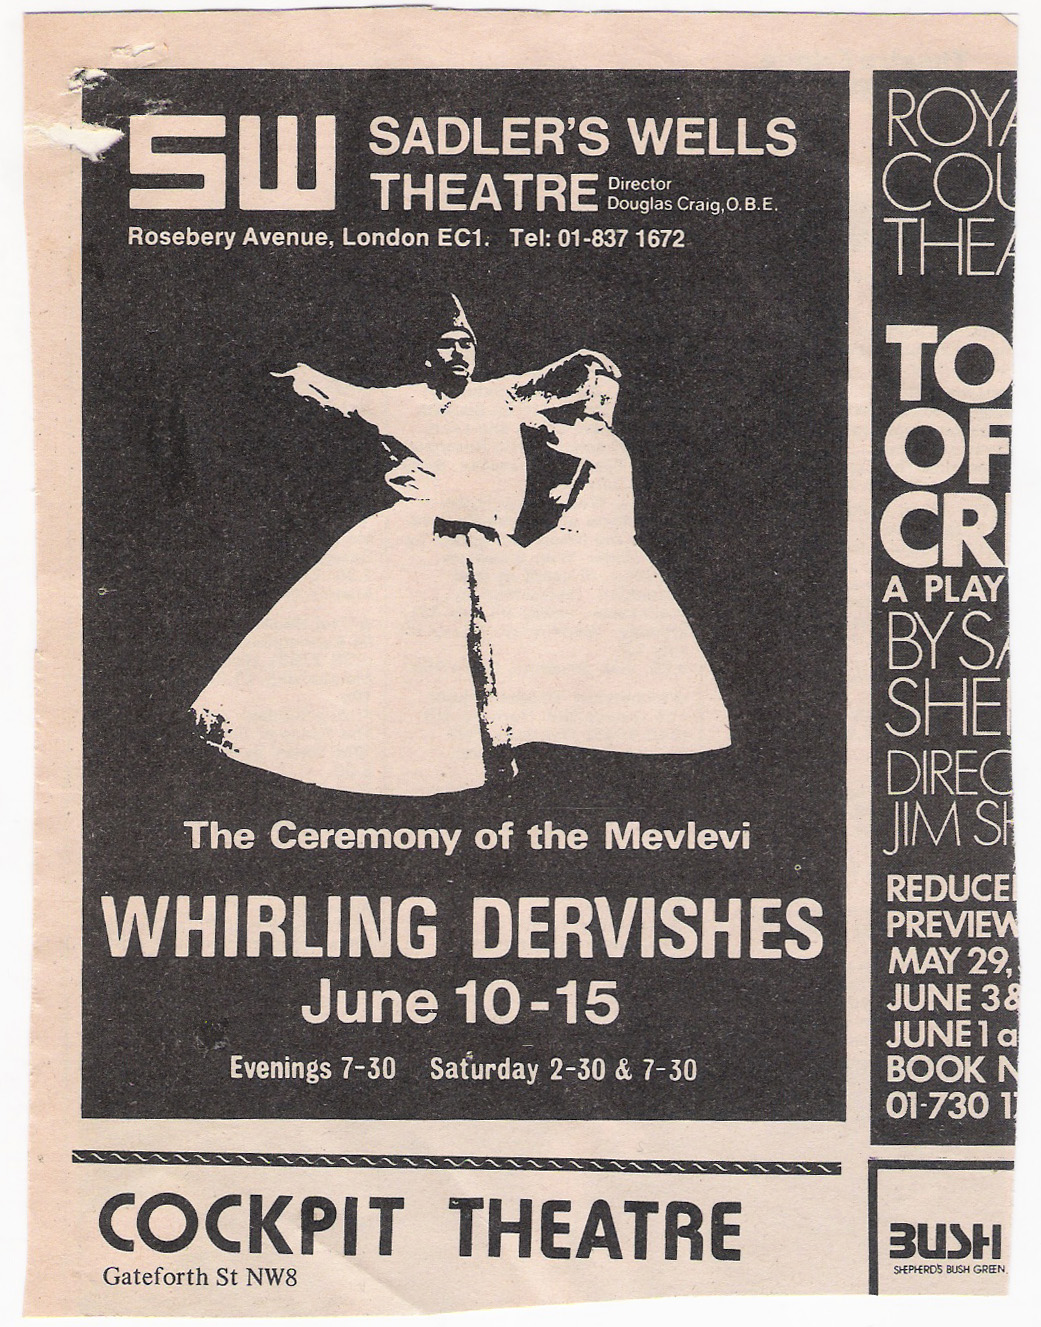 SW
SADLER'S WELLS
THEATRE Director
Douglas Craig, O.B.E.
Rosebery Avenue, London EC1. Tel: 01-837 1672
The Ceremony of the Mevlevi
WHIRLING DERVISHES
June 10-15
Evenings 7-30 Saturday 2-30 & 7-30
COCKPIT THEATRE
Gateforth St NW8
ROYA
COU
THEA
TO
OF
CRI
A PLAY
BY SA
SHE
DIREC
JIM SH
REDUCE
PREVIEW
MAY 29,
JUNE 3&
JUNE 1 a
BOOK N
01-730 17
BUSH
SHEPHERD'S BUSH GREEN